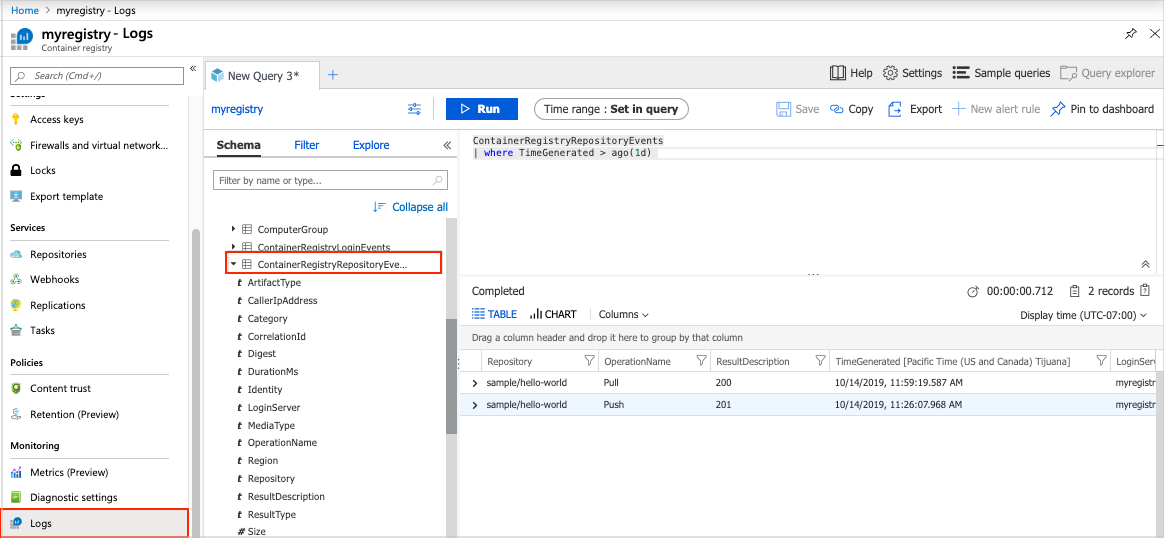 Home > myregistry - Logs
myregistry - Logs
Container registry
Search (Cmd+/)
«
Settings
Access keys
Firewalls and virtual network...
Locks
Export template
Services
Repositories
Webhooks
Replications
Tasks
Policies
Content trust
Retention (Preview)
Monitoring
Metrics (Preview)
Diagnostic settings
Logs
New Query 3*
+
Help
Settings
Sample queries
Query explorer
myregistry
Run
Time range : Set in query
Save
Copy
Export
New alert rule
Pin to dashboard
Schema
Filter
Explore
«
Filter by name or type...
Collapse all
ComputerGroup
ContainerRegistryLoginEvents
ContainerRegistryRepositoryEve...
t ArtifactType
t CallerIpAddress
t Category
t CorrelationId
t Digest
t DurationMs
t Identity
t LoginServer
t MediaType
t OperationName
t Region
t Repository
t ResultDescription
t ResultType
# Size
ContainerRegistryRepositoryEvents
| where TimeGenerated > ago(1d)
...
Completed
00:00:00.712
2 records
TABLE
CHART
Columns
Display time (UTC-07:00)
Drag a column header and drop it here to group by that column
Repository OperationName ResultDescription TimeGenerated [Pacific Time (US and Canada) Tijuana] LoginServ
sample/hello-world Pull 200 10/14/2019, 11:59:19.587 AM myregistr
sample/hello-world Push 201 10/14/2019, 11:26:07.968 AM myregistr